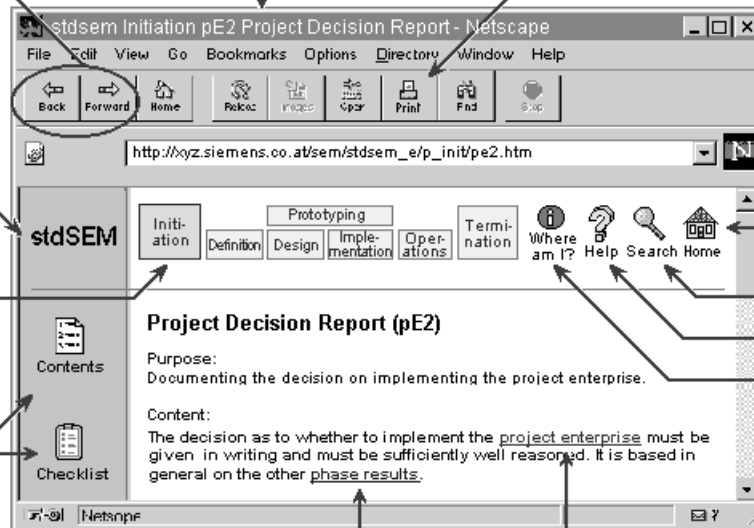 stdsem Initiation pE2 Project Decision Report - Netscape
File Edit View Go Bookmarks Options Directory Window Help
Back Forward Home Print
http://xyz.siemens.co.at/sem/stdsem_e/p_init/pe2.htm
N
stdSEM
Initi-
ation
Definition
Prototyping
Design
Imple-
mentation
Oper-
ations
Termi-
nation
Where
am I?
Help
Search
Home
Contents
Checklist
Project Decision Report (pE2)
Purpose:
Documenting the decision on implementing the project enterprise.
Content:
The decision as to whether to implement the project enterprise must be
given in writing and must be sufficiently well reasoned. It is based in
general on the other phase results.